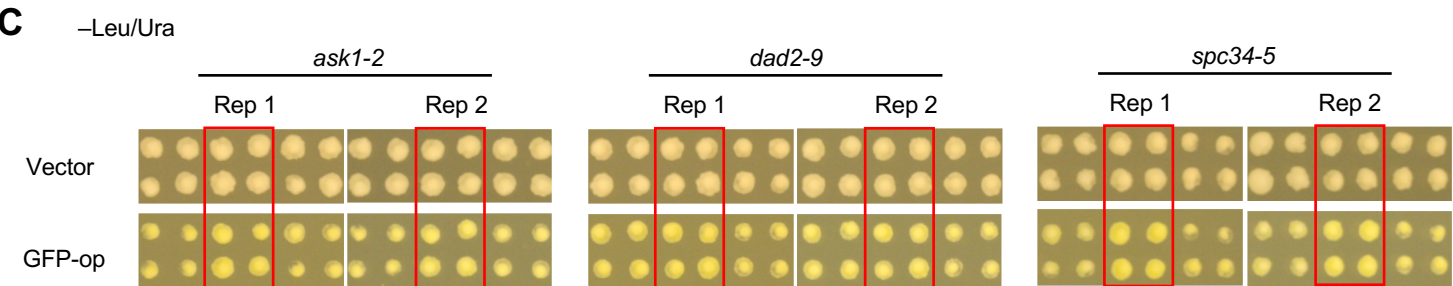 C
–Leu/Ura
ask1-2 dad2-9 spc34-5
Rep 1 Rep 2 Rep 1 Rep 2 Rep 1 Rep 2
Vector
GFP-op